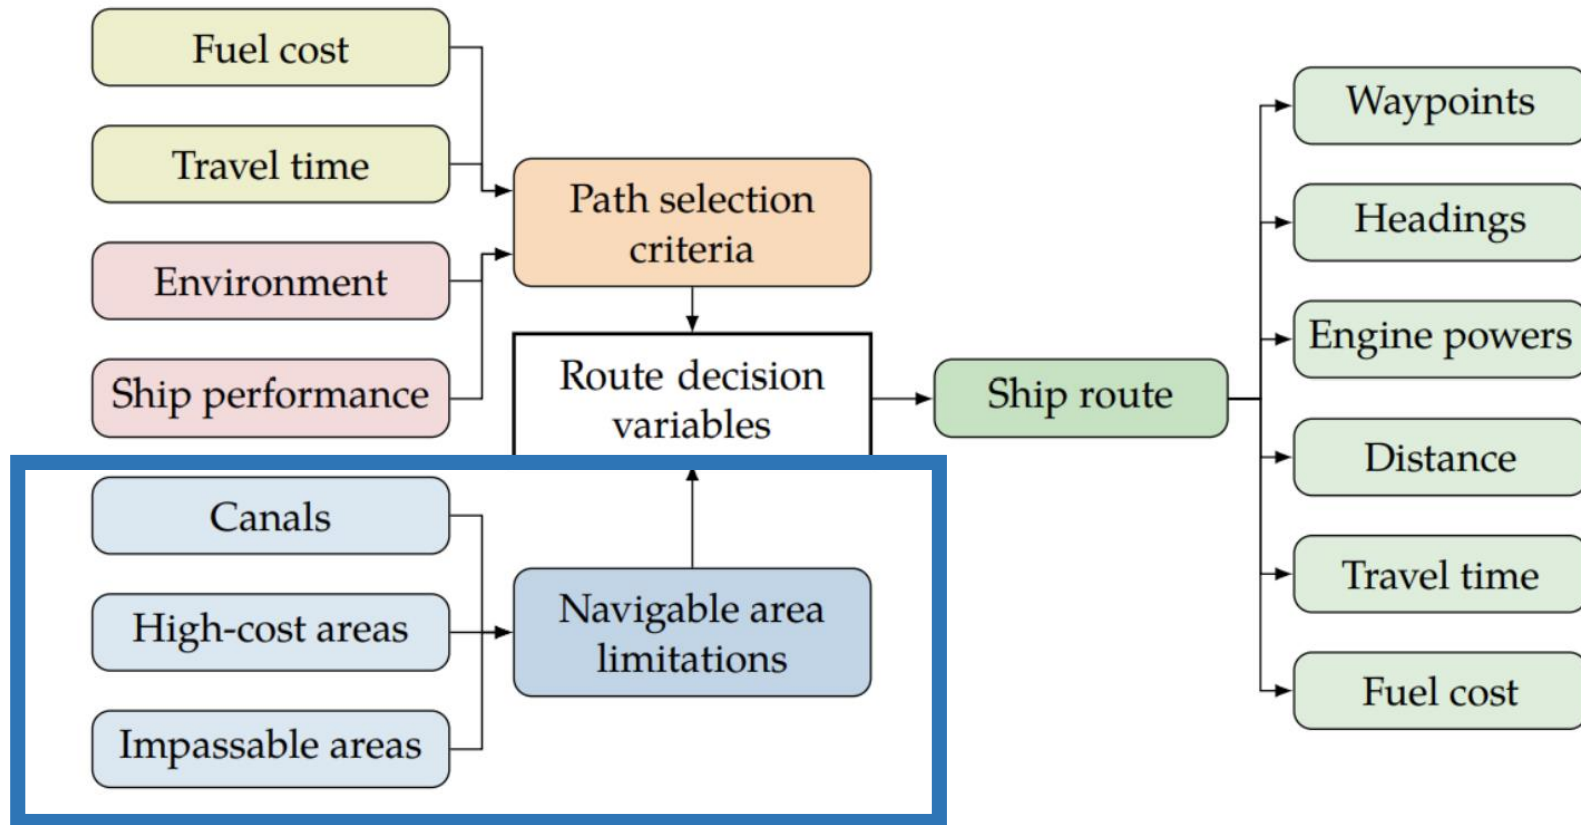 Fuel cost
Travel time
Environment
Ship performance
Canals
High-cost areas
Impassable areas
Path selection
criteria
Route decision
variables
Navigable area
limitations
Ship route
Waypoints
Headings
Engine powers
Distance
Travel time
Fuel cost